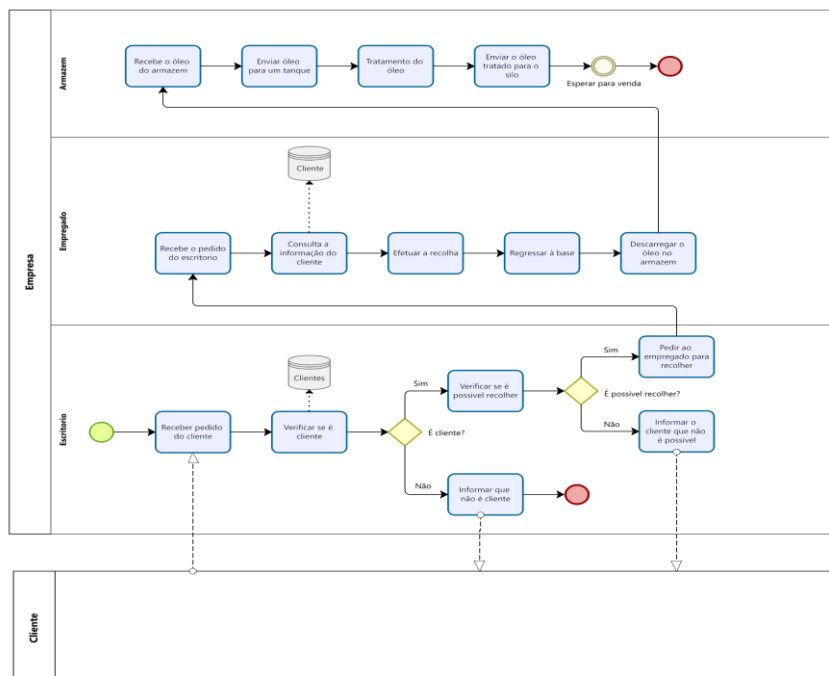 Empresa
Armazem
Recebe o óleo
do armazem
Enviar óleo
para um tanque
Tratamento do
óleo
Enviar o óleo
tratado para o
silo
Esperar para venda
Empregado
Cliente
Recebe o pedido
do escritorio
Consulta a
informação do
cliente
Efetuar a recolha
Regressar à base
Descarregar o
óleo no
armazem
Escritorio
Receber pedido
do cliente
Clientes
Verificar se é
cliente
É cliente?
Sim
Verificar se é
possivel recolher
É possivel recolher?
Sim
Pedir ao
empregado para
recolher
Não
Informar o
cliente que não
é possivel
Não
Informar que
não é cliente
Cliente